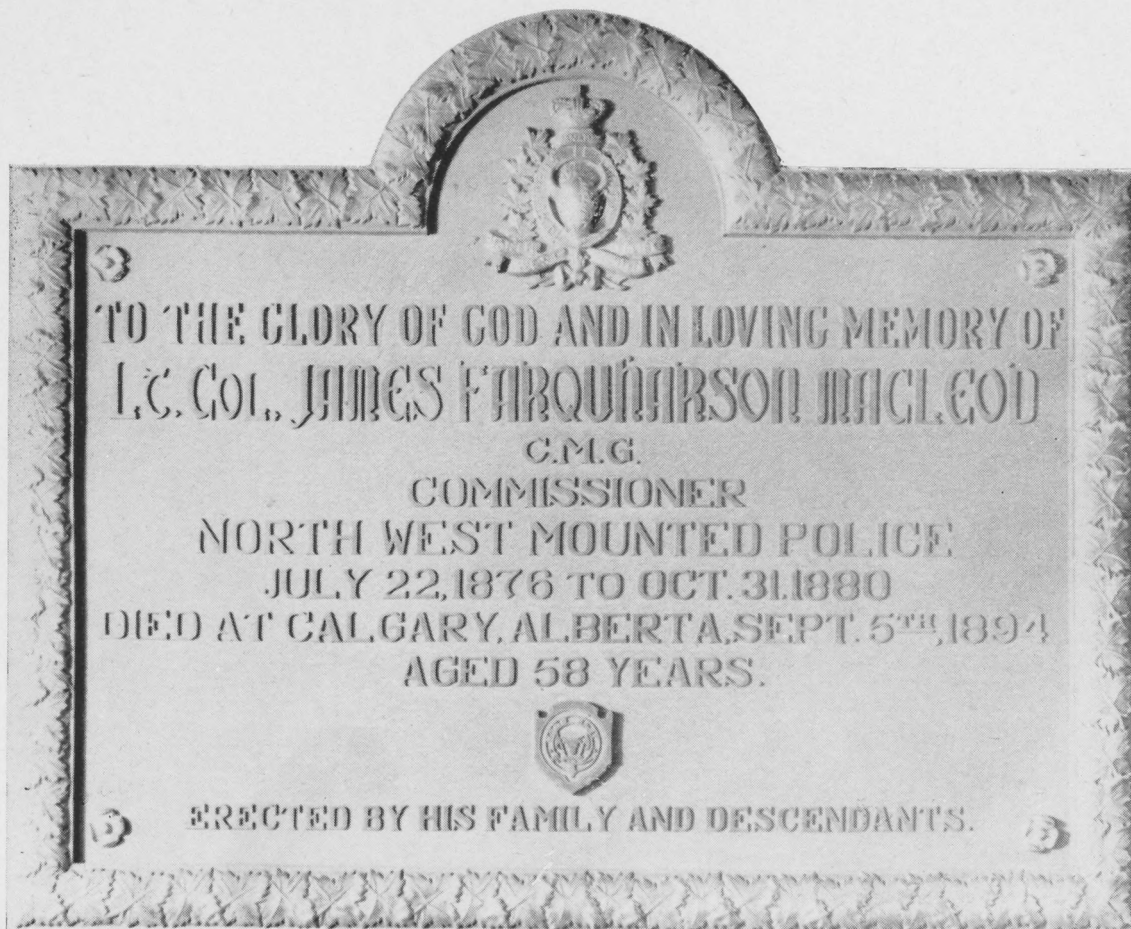 TO THE GLORY OF GOD AND IN LOVING MEMORY OF
LT. COL. JAMES FARQUHARSON MACLEOD
C.M.G.
COMMISSIONER
NORTH WEST MOUNTED POLICE
JULY 22, 1876 TO OCT. 31, 1880
DIED AT CALGARY, ALBERTA, SEPT. 5TH, 1894
AGED 58 YEARS.
ERECTED BY HIS FAMILY AND DESCENDANTS.